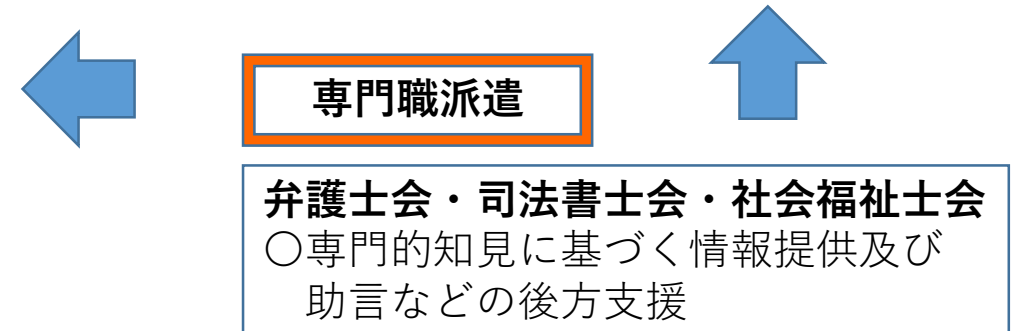 専門職派遣
弁護士会・司法書士会・社会福祉士会
〇専門的知見に基づく情報提供及び
助言などの後方支援